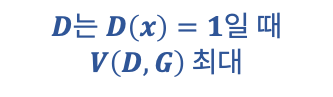 D는 D(x) = 1일 때
V(D, G) 최대